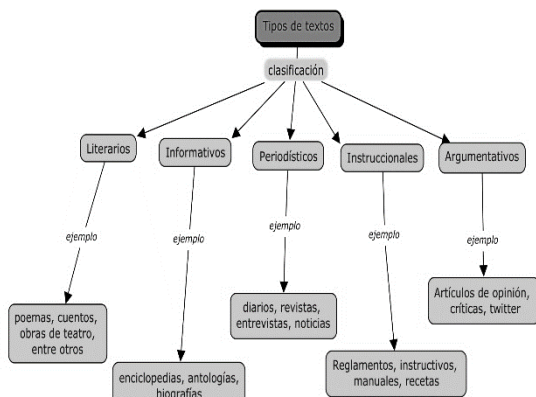 Tipos de textos
clasificación
Literarios
Informativos
Periodísticos
Instruccionales
Argumentativos
ejemplo
ejemplo
ejemplo
ejemplo
ejemplo
poemas, cuentos,
obras de teatro,
entre otros
enciclopedias, antologías,
biografías
diarios, revistas,
entrevistas, noticias
Reglamentos, instructivos,
manuales, recetas
Artículos de opinión,
críticas, twitter